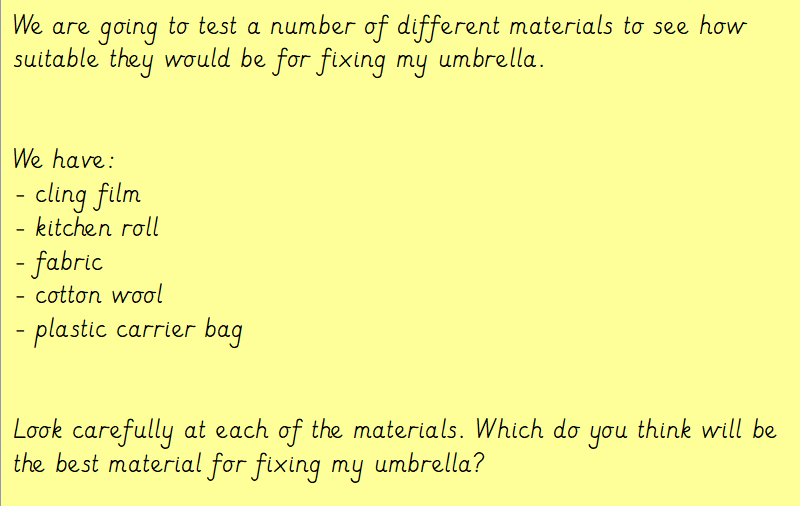 We are going to test a number of different materials to see how
suitable they would be for fixing my umbrella.
We have:
- cling film
- kitchen roll
- fabric
- cotton wool
- plastic carrier bag
Look carefully at each of the materials. Which do you think will be
the best material for fixing my umbrella?